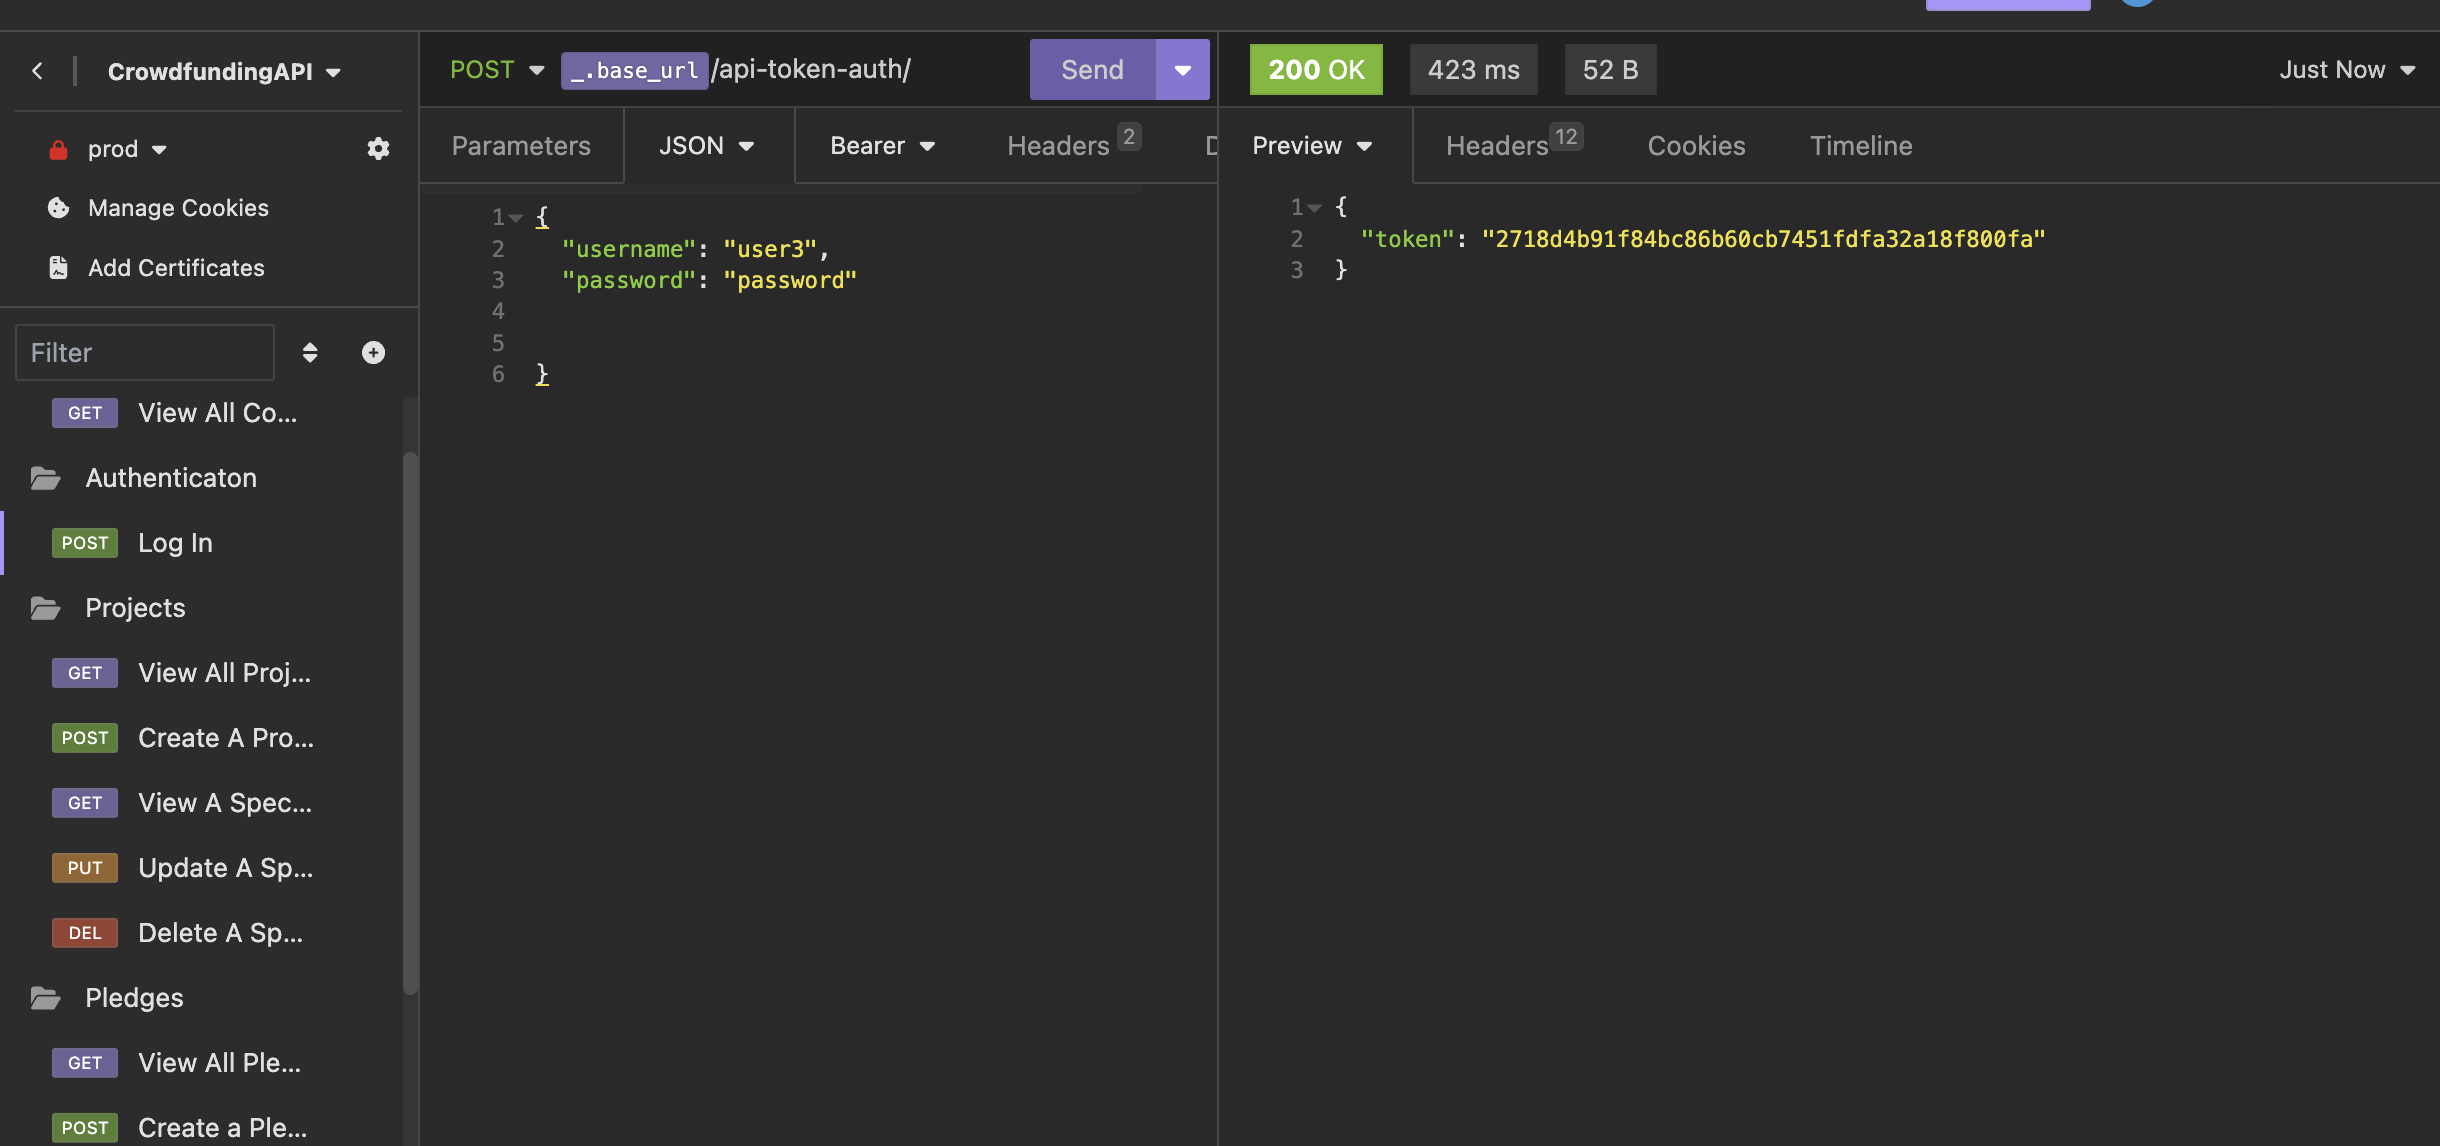 CrowdfundingAPI
prod
Manage Cookies
Add Certificates
Filter
GET View All Co...
Authenticaton
POST Log In
Projects
GET View All Proj...
POST Create A Pro...
GET View A Spec...
PUT Update A Sp...
DEL Delete A Sp...
Pledges
GET View All Ple...
POST Create a Ple...
POST _.base_url/api-token-auth/ Send
Parameters JSON Bearer Headers 2
1 {
2 "username": "user3",
3 "password": "password"
4
5
6 }
200 OK 423 ms 52 B Just Now
Preview Headers 12 Cookies Timeline
1 {
2 "token": "2718d4b91f84bc86b60cb7451fdfa32a18f800fa"
3 }